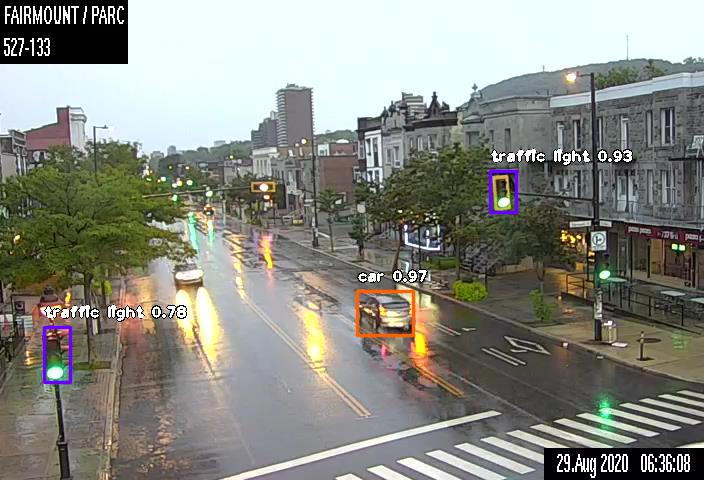 FAIRMOUNT / PARC
527-133
traffic light 0.93
car 0.97
traffic light 0.78
29.Aug 2020 06:36:08